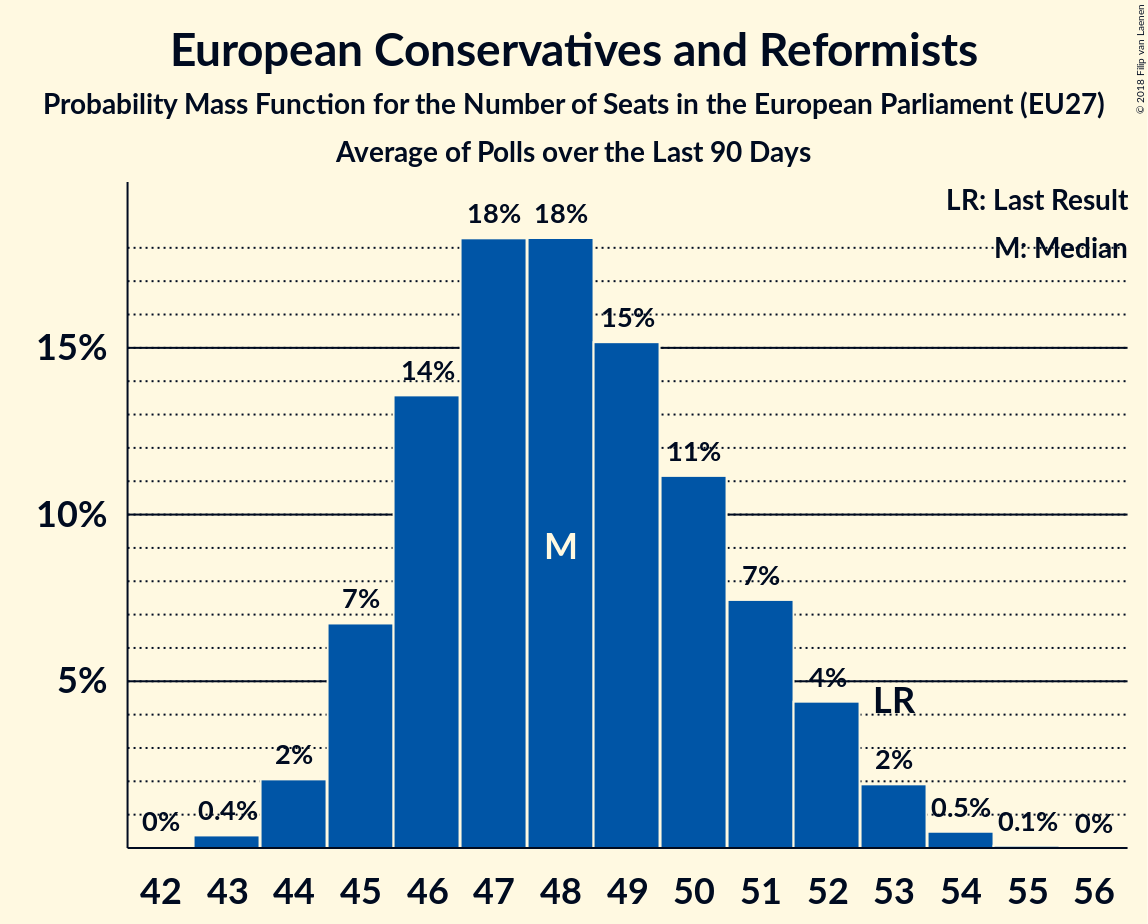 European Conservatives and Reformists
Probability Mass Function for the Number of Seats in the European Parliament (EU27)
Average of Polls over the Last 90 Days
© 2018 Filip van Laenen
LR: Last Result
M: Median
18% 18%
15%
15%
14%
11%
10%
M
7%
7%
5%
4%
LR
2%
2%
0% 0.4% 0.5% 0.1% 0%
42 43 44 45 46 47 48 49 50 51 52 53 54 55 56